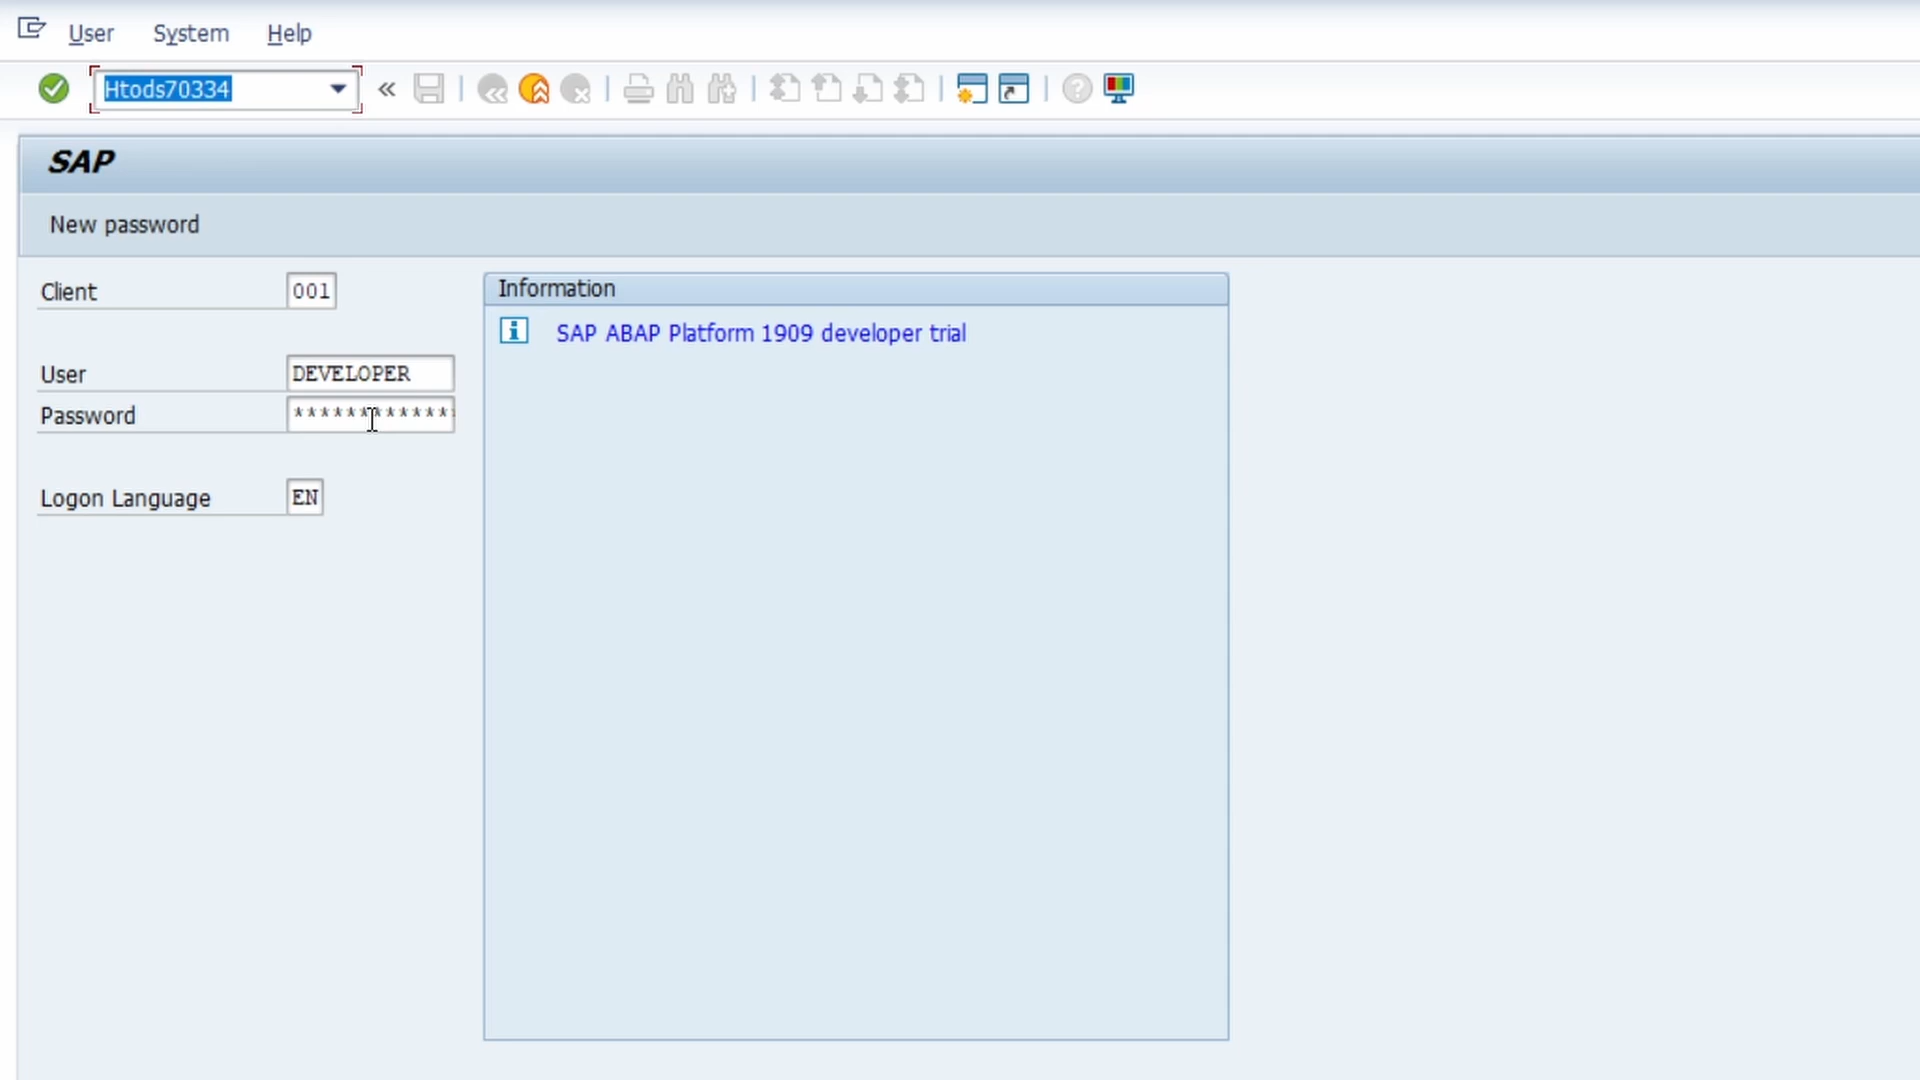 User System Help
Htods70334
SAP
New password
Client 001
Information
SAP ABAP Platform 1909 developer trial
User DEVELOPER
Password ************
Logon Language EN